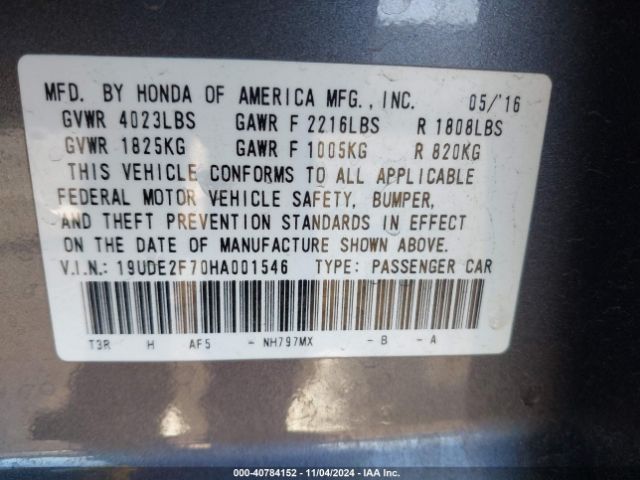 MFD. BY HONDA OF AMERICA MFG., INC. 05/'16
GVWR 4023LBS GAWR F 2216LBS R 1808LBS
GVWR 1825KG GAWR F 1005KG R 820KG
THIS VEHICLE CONFORMS TO ALL APPLICABLE
FEDERAL MOTOR VEHICLE SAFETY, BUMPER,
AND THEFT PREVENTION STANDARDS IN EFFECT
ON THE DATE OF MANUFACTURE SHOWN ABOVE.
V.I.N.: 19UDE2F70HA001546 TYPE: PASSENGER CAR
T3R H AF5 - NH797MX - B - A
000-40784152 - 11/04/2024 - IAA Inc.